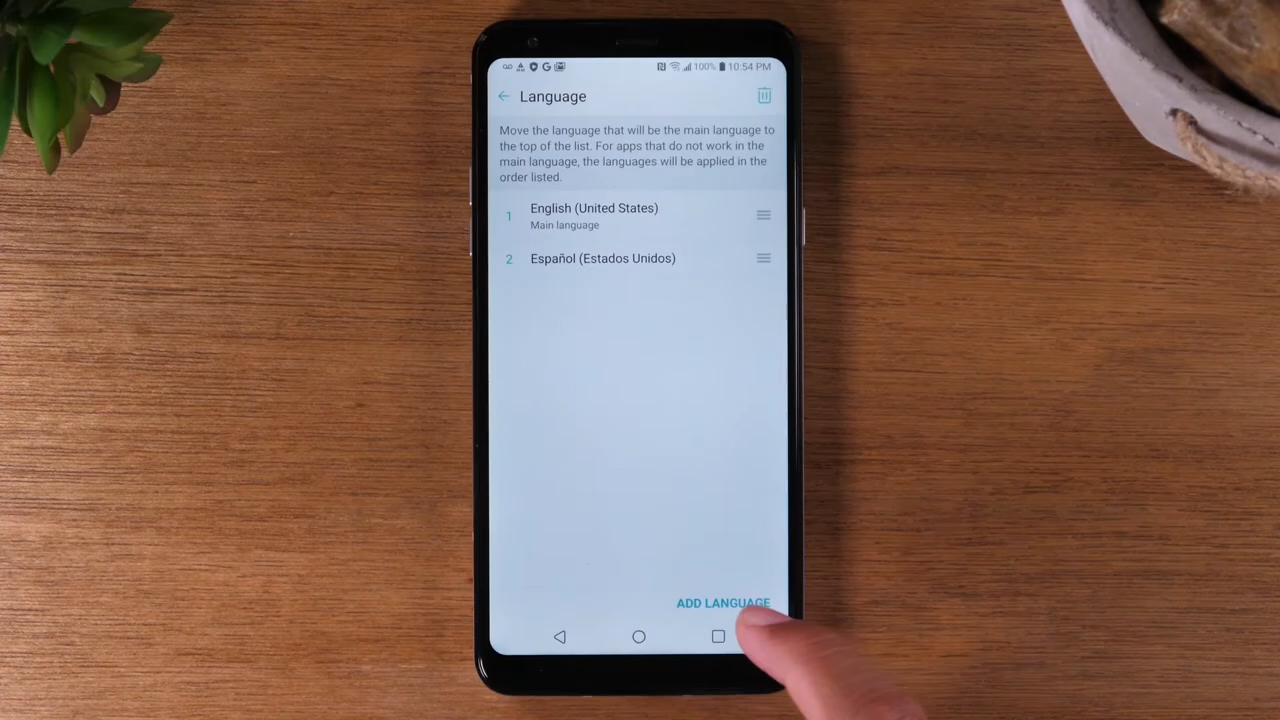 100% 10:54 PM
Language
Move the language that will be the main language to
the top of the list. For apps that do not work in the
main language, the languages will be applied in the
order listed.
1 English (United States)
Main language
2 Español (Estados Unidos)
ADD LANGUAGE